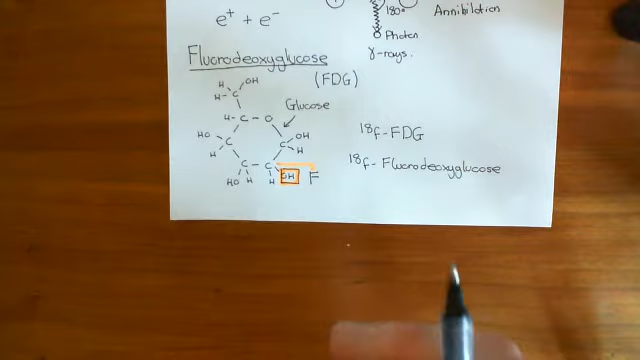 e⁺ + e⁻
180°
Annihilation
Photon
γ-rays.
Fluorodeoxyglucose
(FDG)
H OH
H- C
Glucose
H- C - O
HO C
H
C OH
H
C - C
HO H H OH F
¹⁸f-FDG
¹⁸f- Fluorodeoxyglucose